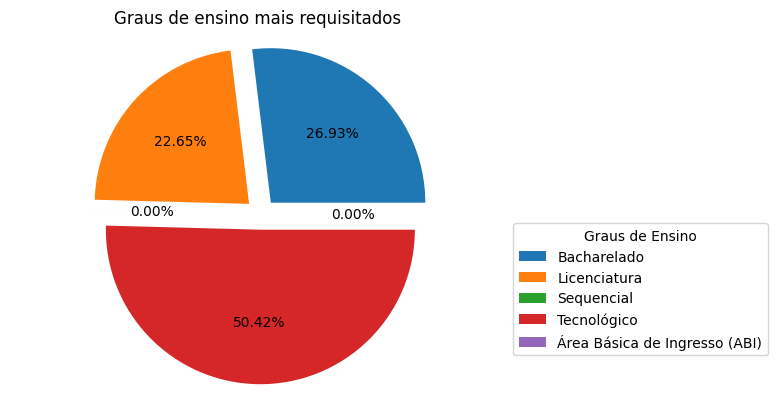 Graus de ensino mais requisitados
26.93%
22.65%
0.00%
0.00%
50.42%
Graus de Ensino
Bacharelado
Licenciatura
Sequencial
Tecnológico
Área Básica de Ingresso (ABI)